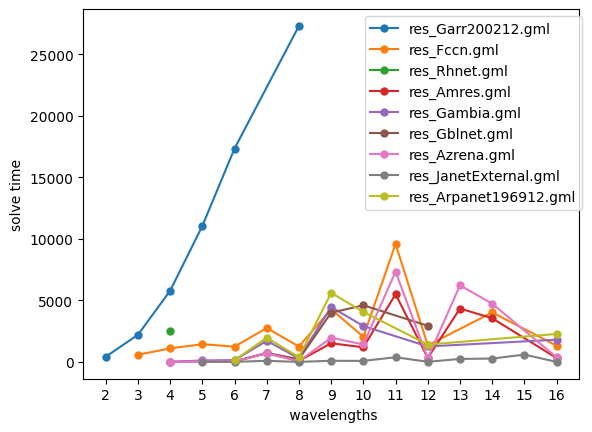 25000
20000
15000
10000
5000
0
solve time
2 3 4 5 6 7 8 9 10 11 12 13 14 15 16
wavelengths
res_Garr200212.gml
res_Fccn.gml
res_Rhnet.gml
res_Amres.gml
res_Gambia.gml
res_Gblnet.gml
res_Azrena.gml
res_JanetExternal.gml
res_Arpanet196912.gml